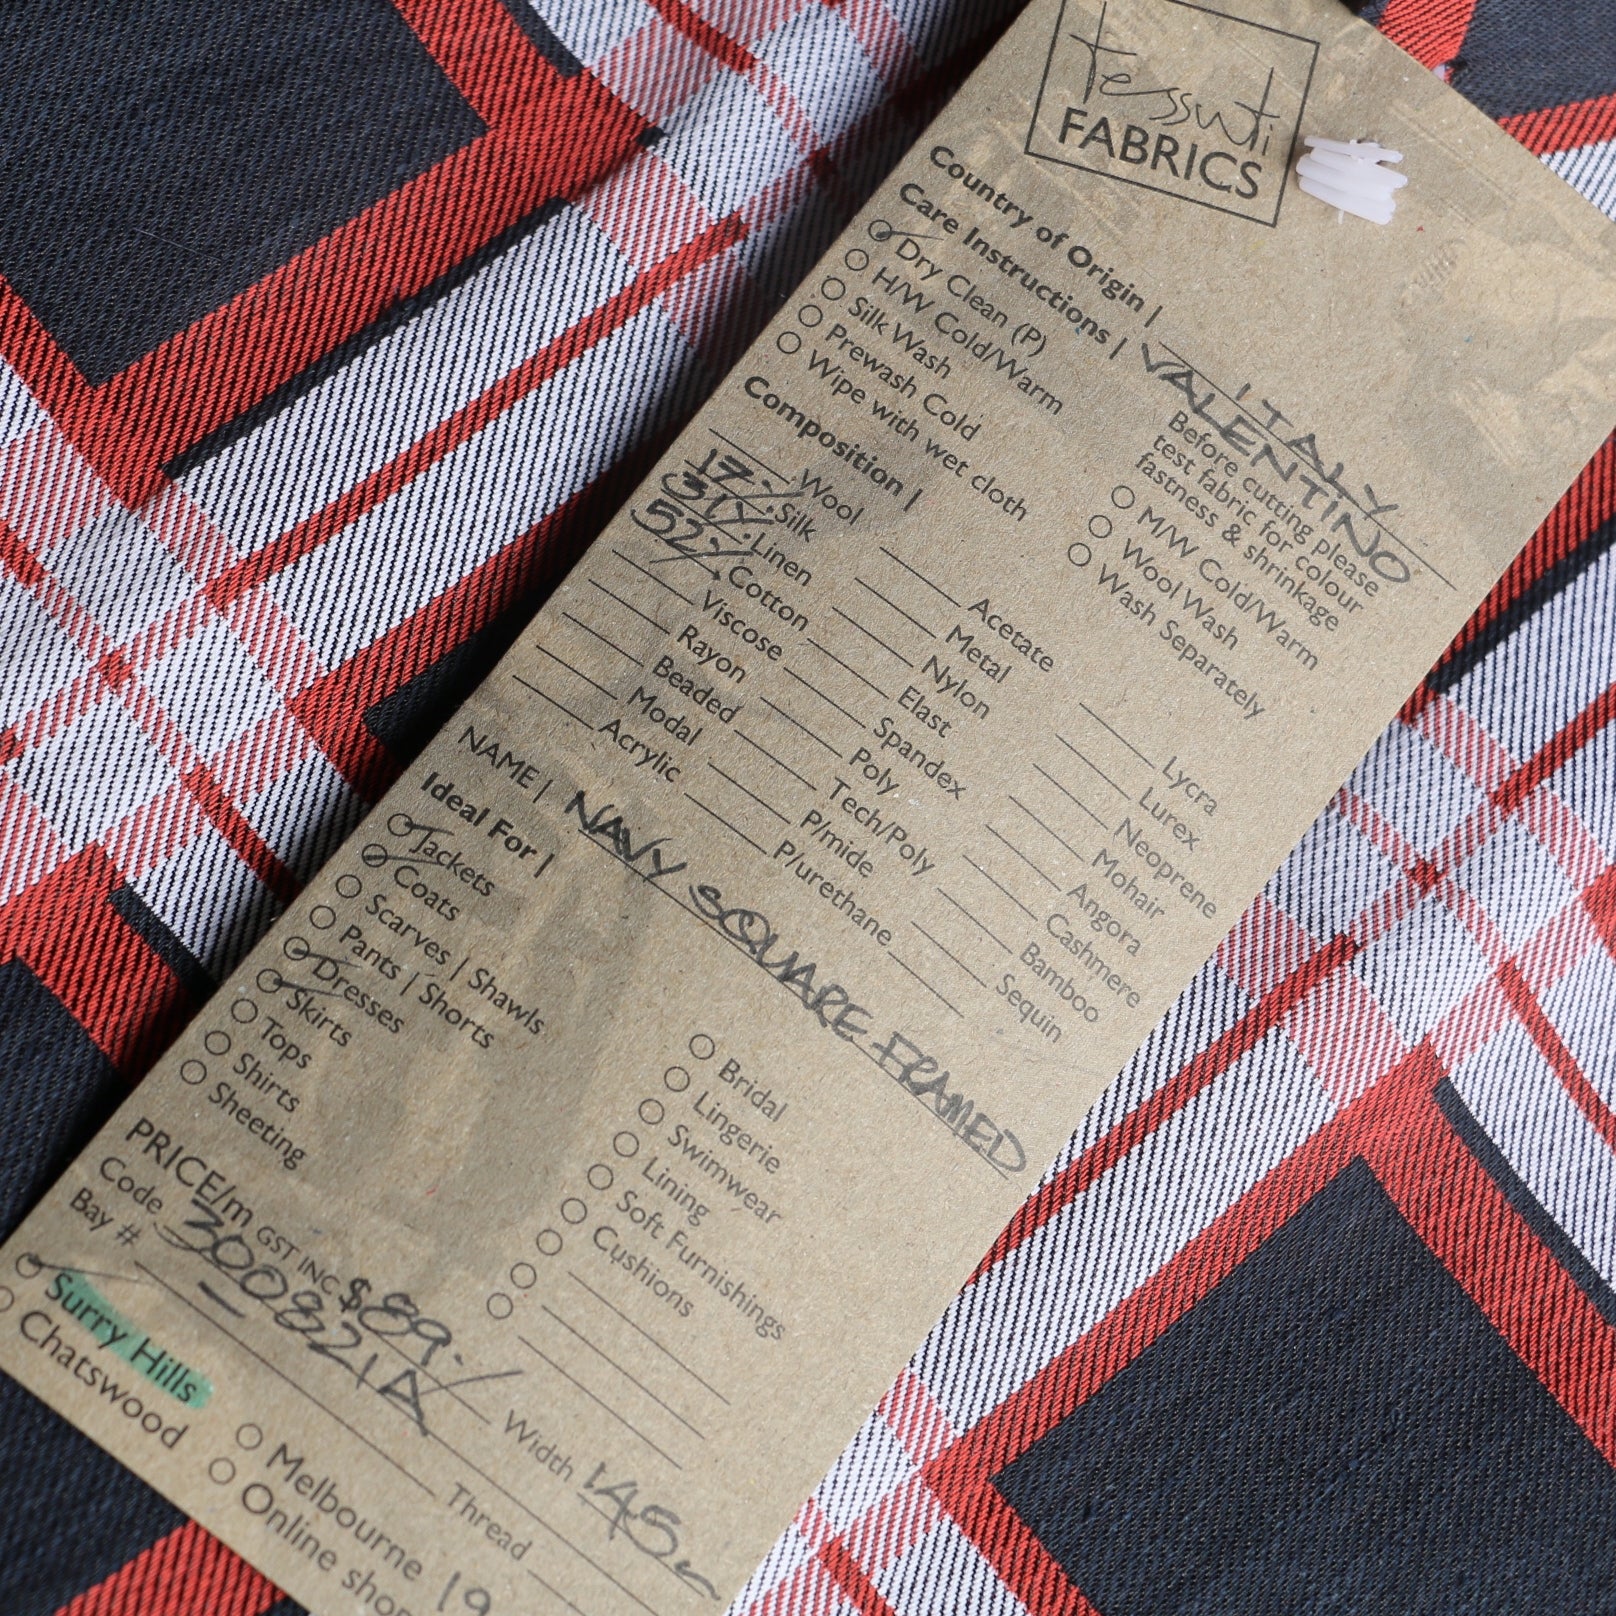 tessuti
FABRICS
Country of Origin | ITALY
Care Instructions | VALENTINO
Dry Clean (P)
H/W Cold/Warm
Silk Wash
Prewash Cold
Wipe with wet cloth
Before cutting please
test fabric for colour
fastness & shrinkage
M/W Cold/Warm
Wool Wash
Wash Separately
Composition |
Wool Acetate Lycra
17% Silk Metal Lurex
31% Linen Nylon Neoprene
52% Cotton Elast Mohair
Viscose Spandex Angora
Rayon Poly Cashmere
Beaded Tech/Poly Bamboo
Modal P/mide Sequin
Acrylic P/urethane
NAME | NAVY SQUARE FRAMED
Ideal For |
Jackets Bridal
Coats Lingerie
Scarves | Shawls Swimwear
Pants | Shorts Lining
Dresses Soft Furnishings
Skirts Cushions
Tops
Shirts
Sheeting
PRICE/m GST INC $89.- Width 145
Code 300821A Thread
Bay # -
Surry Hills Melbourne 19
Chatswood Online shop